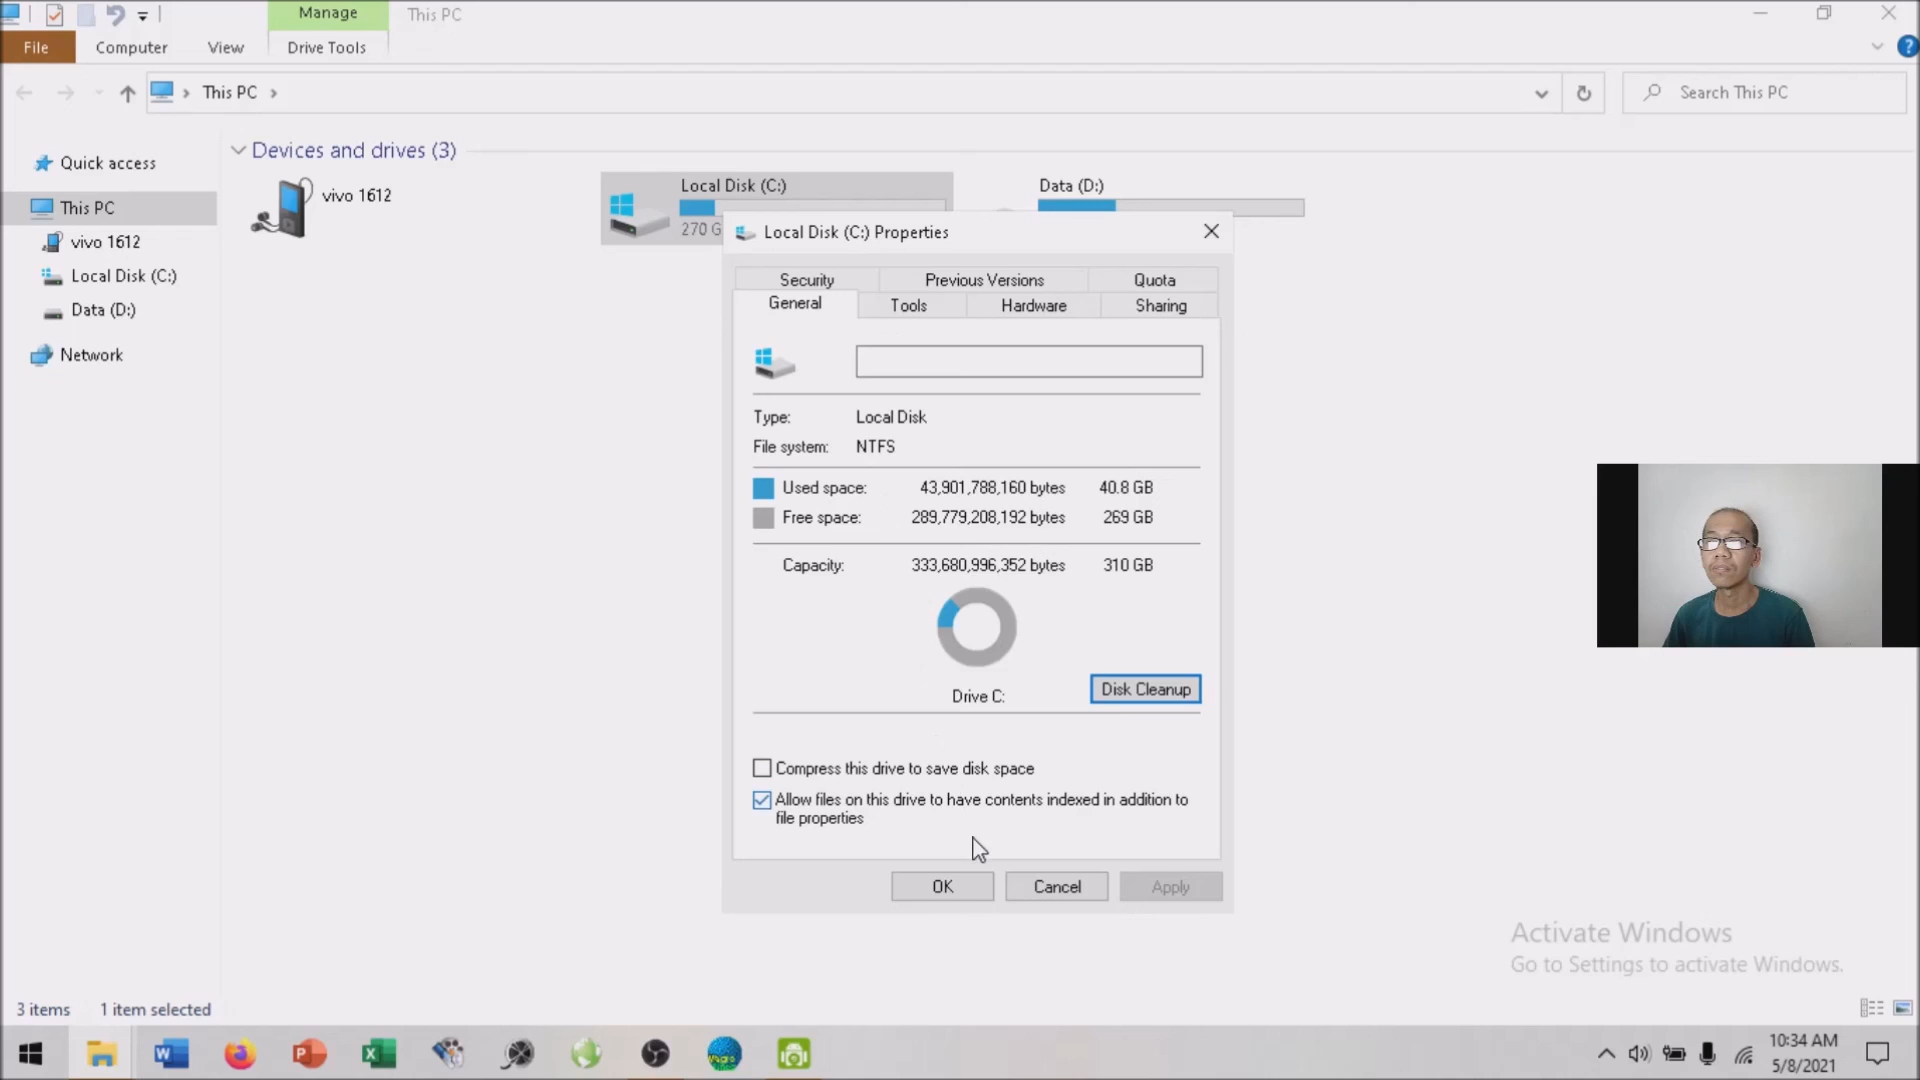 Manage
This PC
File
Computer
View
Drive Tools
This PC
Search This PC
Quick access
This PC
vivo 1612
Local Disk (C:)
Data (D:)
Network
Devices and drives (3)
vivo 1612
Local Disk (C:)
270 G
Data (D:)
Local Disk (C:) Properties
Security
Previous Versions
Quota
General
Tools
Hardware
Sharing
Type: Local Disk
File system: NTFS
Used space: 43,901,788,160 bytes 40.8 GB
Free space: 289,779,208,192 bytes 269 GB
Capacity: 333,680,996,352 bytes 310 GB
Drive C:
Disk Cleanup
Compress this drive to save disk space
Allow files on this drive to have contents indexed in addition to
file properties
OK
Cancel
Apply
Activate Windows
Go to Settings to activate Windows.
3 items
1 item selected
10:34 AM
5/8/2021